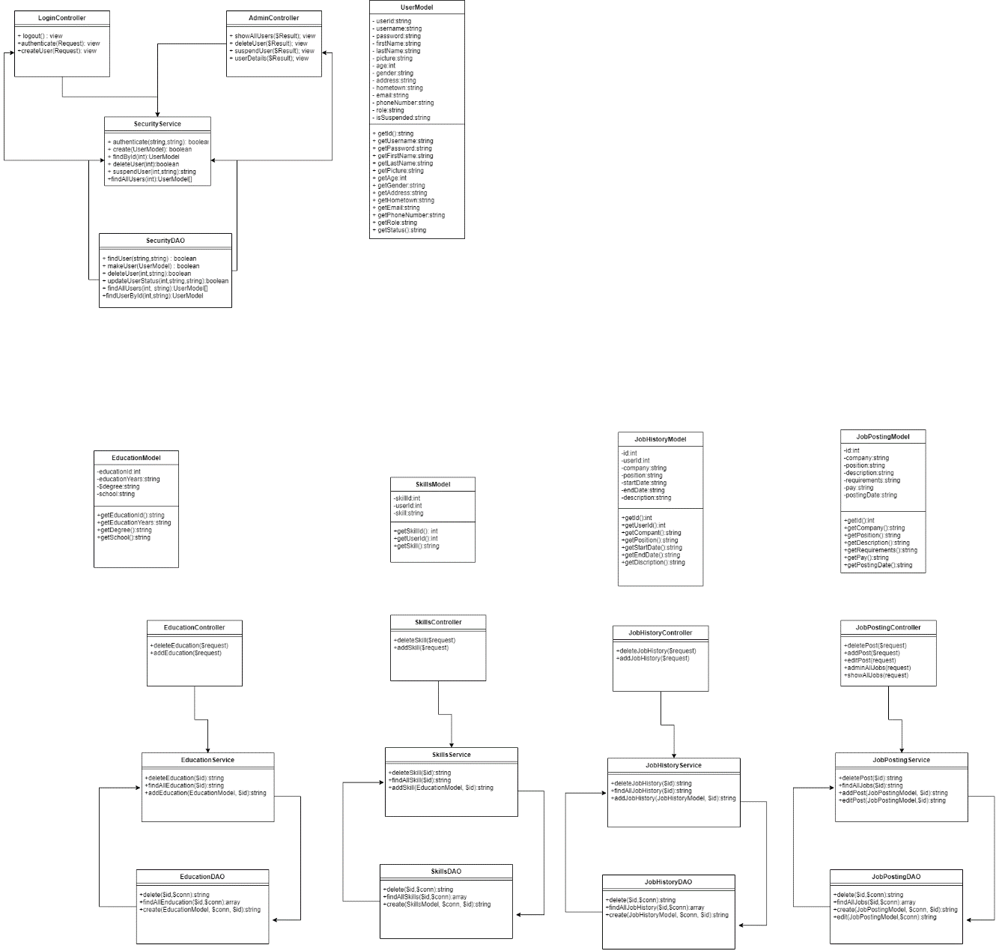 LoginController
+ logout() : view
+authenticate(Request): view
+createUser(Request): view
AdminController
+ showAllUsers($Result); view
+ deleteUser($Result); view
+ suspendUser($Result); view
+ userDetails($Result); view
UserModel
- userId:string
- username:string
- password:string
- firstName:string
- lastName:string
- picture:string
- age:int
- gender:string
- address:string
- hometown:string
- email:string
- phoneNumber:string
- role:string
- isSuspended:string
+ getId():string
+ getUsername:string
+ getPassword:string
+ getFirstName:string
+ getLastName:string
+ getPicture:string
+ getAge:int
+ getGender:string
+ getAddress:string
+ getHometown:string
+ getEmail:string
+ getPhoneNumber:string
+ getRole:string
+ getStatus():string
SecurityService
+ authenticate(string,string): boolean
+ create(UserModel): boolean
+ findById(int):UserModel
+ deleteUser(int):boolean
+ suspendUser(int,string):string
+findAllUsers(int):UserModel[]
SecurityDAO
+ findUser(string,string) : boolean
+ makeUser(UserModel) : boolean
+ deleteUser(int,string):boolean
+ updateUserStatus(int,string,string):boolean
+ findAllUsers(int, string):UserModel[]
+findUserById(int,string):UserModel
EducationModel
-educationId:int
-educationYears:string
-$degree:string
-school:string
+getEducationId():string
+getEducationYears:string
+getDegree():string
+getSchool():string
SkillsModel
-skillId:int
-userId:int
-skill:string
+getSkillId(): int
+getUserId(): int
+getSkill():string
JobHistoryModel
-id:int
-userId:int
-company:string
-position:string
-startDate:string
-endDate:string
-description:string
+getId():int
+getUserId():int
+getCompant():string
+getPosition():string
+getStartDate():string
+getEndDate():string
+getDiscription():string
JobPostingModel
-id:int
-company:string
-position:string
-description:string
-requirements:string
-pay:string
-postingDate:string
+getId():int
+getCompany():string
+getPosition():string
+getDescription():string
+getRequirements():string
+getPay():string
+getPostingDate():string
EducationController
+deleteEducation($request)
+addEducation($request)
SkillsController
+deleteSkill($request)
+addSkill($request)
JobHistoryController
+deleteJobHistory($request)
+addJobHistory($request)
JobPostingController
+deletePost($request)
+addPost($request)
+editPost(request)
+adminAllJobs(request)
+showAllJobs(request)
EducationService
+deleteEducation($id):string
+findAllEducation($id):string
+addEducation(EducationModel, $id):string
SkillsService
+deleteSkill($id):string
+findAllSkill($id):string
+addSkill(EducationModel, $id):string
JobHistoryService
+deleteJobHistory($id):string
+findAllJobHistory($id):string
+addJobHistory(JobHistoryModel, $id):string
JobPostingService
+deletePost($id):string
+findAllJobs($id):string
+addPost(JobPostingModel, $id):string
+editPost(JobPostingModel,$id):string
EducationDAO
+delete($id,$conn):string
+findAllEnducation($id,$conn):array
+create(EducationModel, $conn, $id):string
SkillsDAO
+delete($id,$conn):string
+findAllSkills($id,$conn):array
+create(SkillsModel, $conn, $id):string
JobHistoryDAO
+delete($id,$conn):string
+findAllJobHistory($id,$conn):array
+create(JobHistoryModel, $conn, $id):string
JobPostingDAO
+delete($id,$conn):string
+findAllJobs($id,$conn):array
+create(JobPostingModel, $conn, $id):string
+edit(JobPostingModel,$conn):string